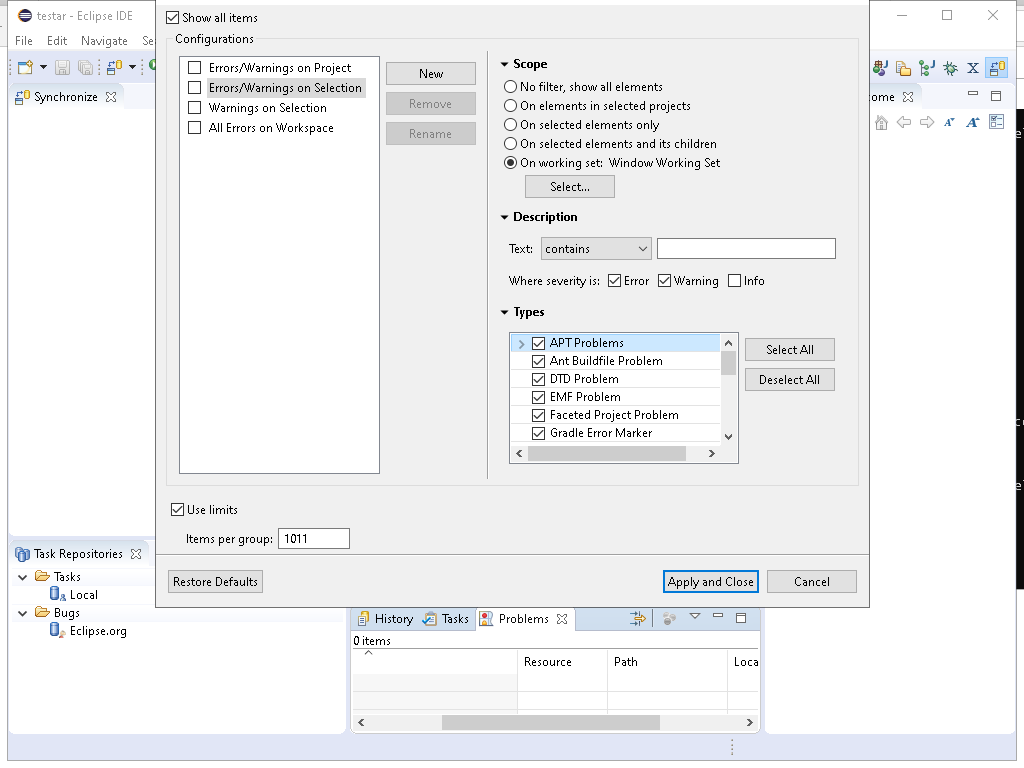 testar - Eclipse IDE
File Edit Navigate Se
Synchronize
Show all items
Configurations
Errors/Warnings on Project
Errors/Warnings on Selection
Warnings on Selection
All Errors on Workspace
New
Remove
Rename
Scope
No filter, show all elements
On elements in selected projects
On selected elements only
On selected elements and its children
On working set: Window Working Set
Select...
Description
Text: contains
Where severity is: Error Warning Info
Types
APT Problems
Ant Buildfile Problem
DTD Problem
EMF Problem
Faceted Project Problem
Gradle Error Marker
Select All
Deselect All
Use limits
Items per group: 1011
Restore Defaults
Apply and Close
Cancel
ome
Task Repositories
Tasks
Local
Bugs
Eclipse.org
History Tasks Problems
0 items
Resource Path Loca